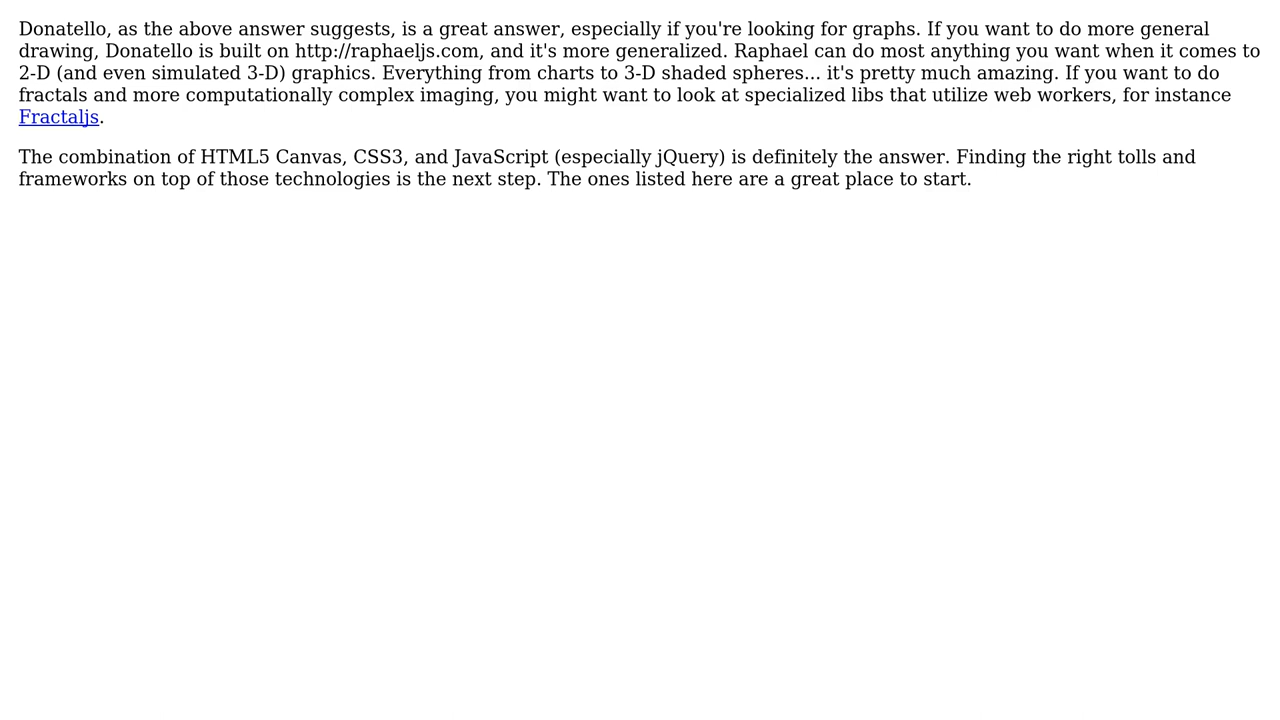 Donatello, as the above answer suggests, is a great answer, especially if you're looking for graphs. If you want to do more general
drawing, Donatello is built on http://raphaeljs.com, and it's more generalized. Raphael can do most anything you want when it comes to
2-D (and even simulated 3-D) graphics. Everything from charts to 3-D shaded spheres... it's pretty much amazing. If you want to do
fractals and more computationally complex imaging, you might want to look at specialized libs that utilize web workers, for instance
Fractaljs.
The combination of HTML5 Canvas, CSS3, and JavaScript (especially jQuery) is definitely the answer. Finding the right tolls and
frameworks on top of those technologies is the next step. The ones listed here are a great place to start.